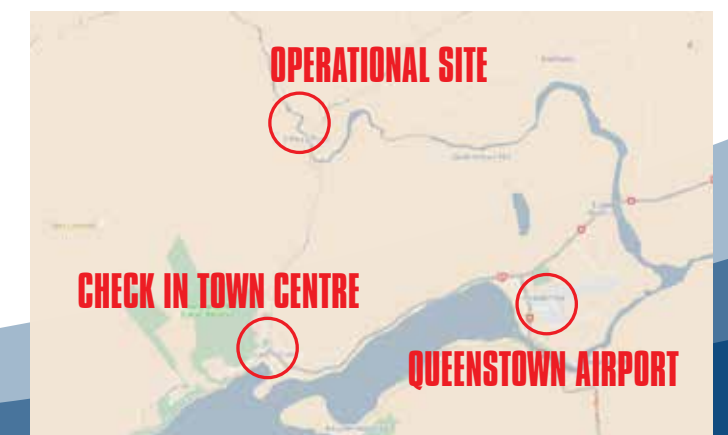 OPERATIONAL SITE
CHECK IN TOWN CENTRE
QUEENSTOWN AIRPORT